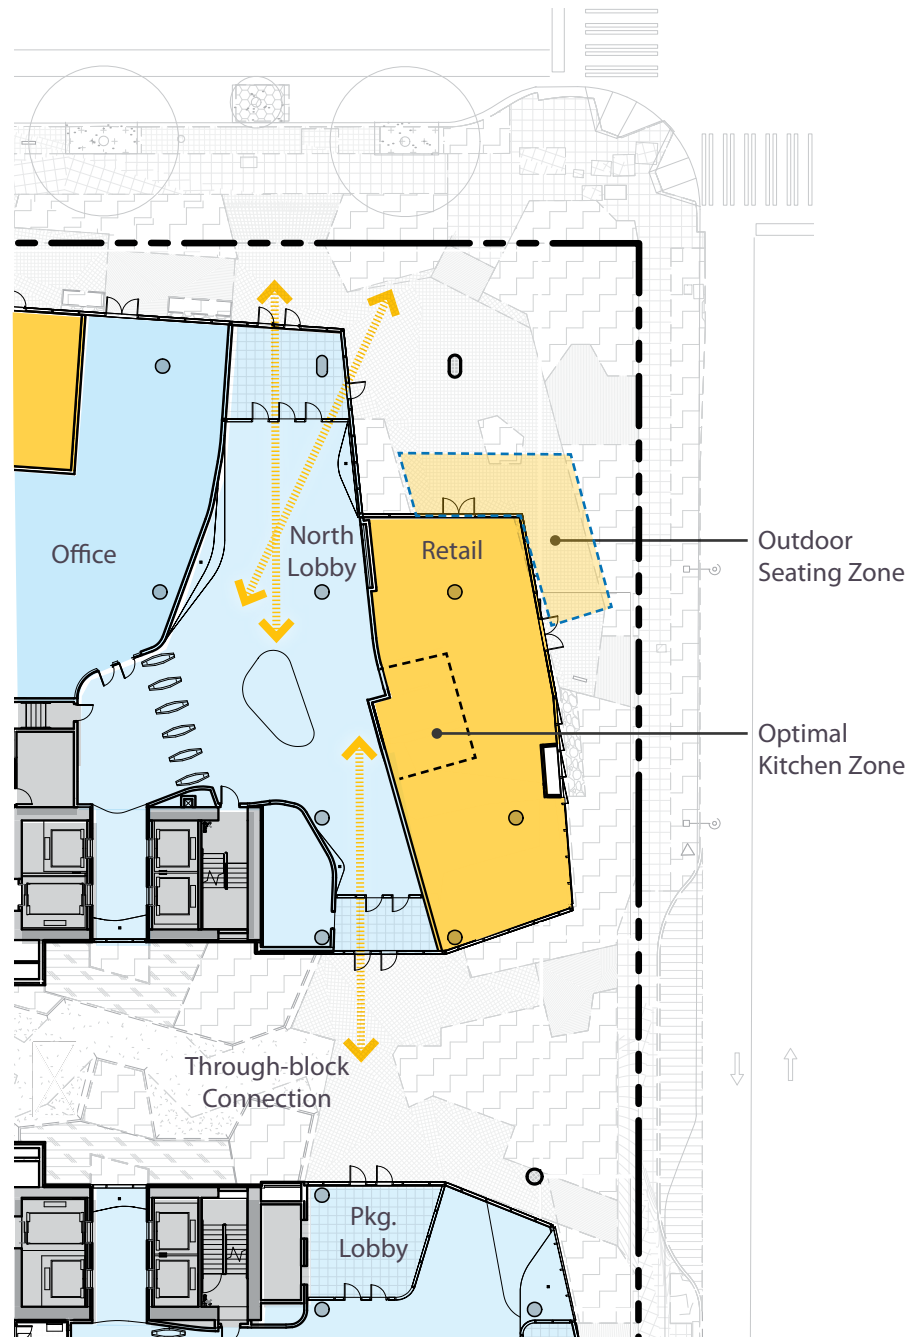 Office
North
Lobby
Retail
Outdoor
Seating Zone
Optimal
Kitchen Zone
Through-block
Connection
Pkg.
Lobby